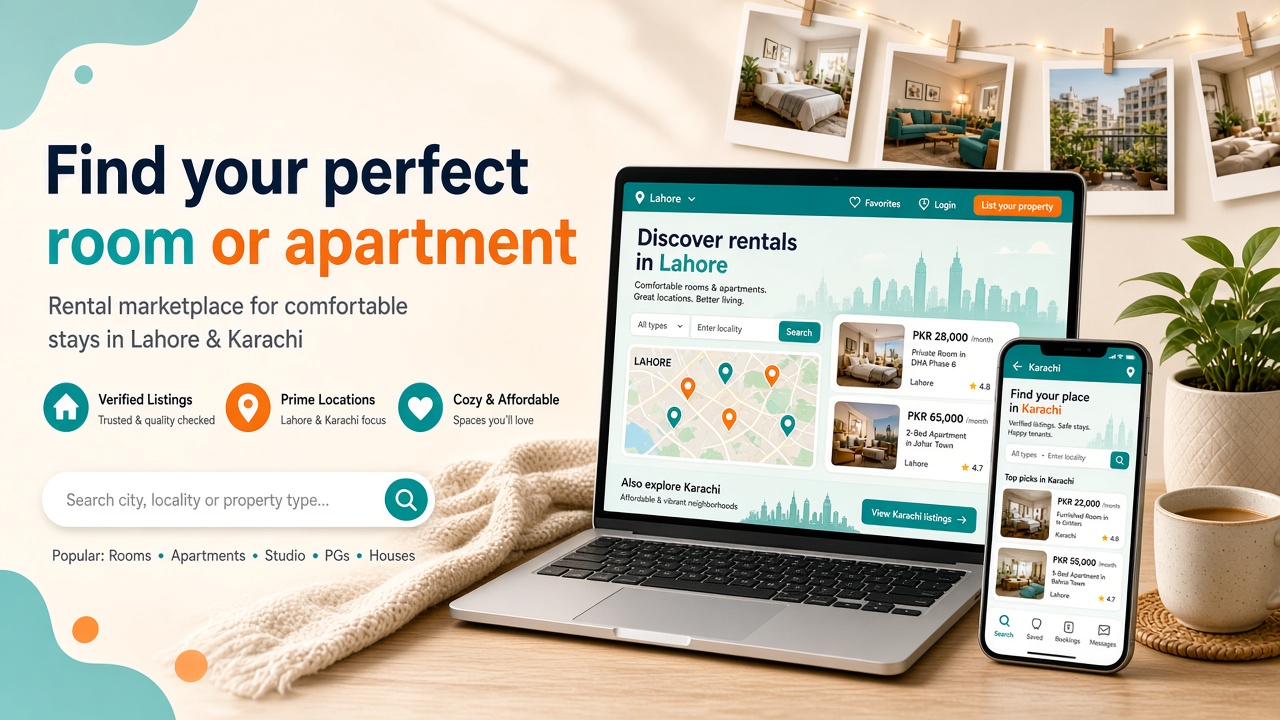 Find your perfect
room or apartment
Rental marketplace for comfortable
stays in Lahore & Karachi
Verified Listings
Trusted & quality checked
Prime Locations
Lahore & Karachi focus
Cozy & Affordable
Spaces you'll love
Search city, locality or property type...
Popular: Rooms • Apartments • Studio • PGs • Houses
Lahore
Favorites
Login
List your property
Discover rentals
in Lahore
Comfortable rooms & apartments.
Great locations. Better living.
All types
Enter locality
Search
LAHORE
PKR 28,000 /month
Private Room in
DHA Phase 6
Lahore
4.8
PKR 65,000 /month
2-Bed Apartment
in Johar Town
Lahore
4.7
Also explore Karachi
Affordable & vibrant neighborhoods
View Karachi listings →
Karachi
Find your place
in Karachi
Verified listings. Safe stays.
Happy tenants.
All types
Enter locality
Top picks in Karachi
PKR 22,000 /month
Furnished Room in
Karachi
4.8
PKR 55,000 /month
Apartment in
Bahria Town
Lahore
4.7
Search
Saved
Bookings
Messages